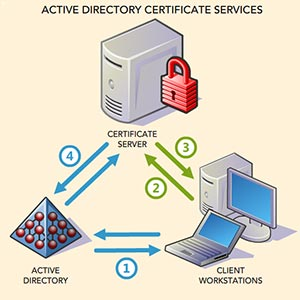 ACTIVE DIRECTORY CERTIFICATE SERVICES
CERTIFICATE
SERVER
4
3
2
1
ACTIVE
DIRECTORY
CLIENT
WORKSTATIONS